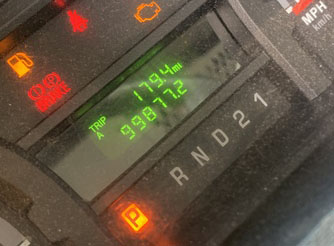 MPH
179.4 mi
TRIP
A 99877.2
BRAKE
P R N D 2 1